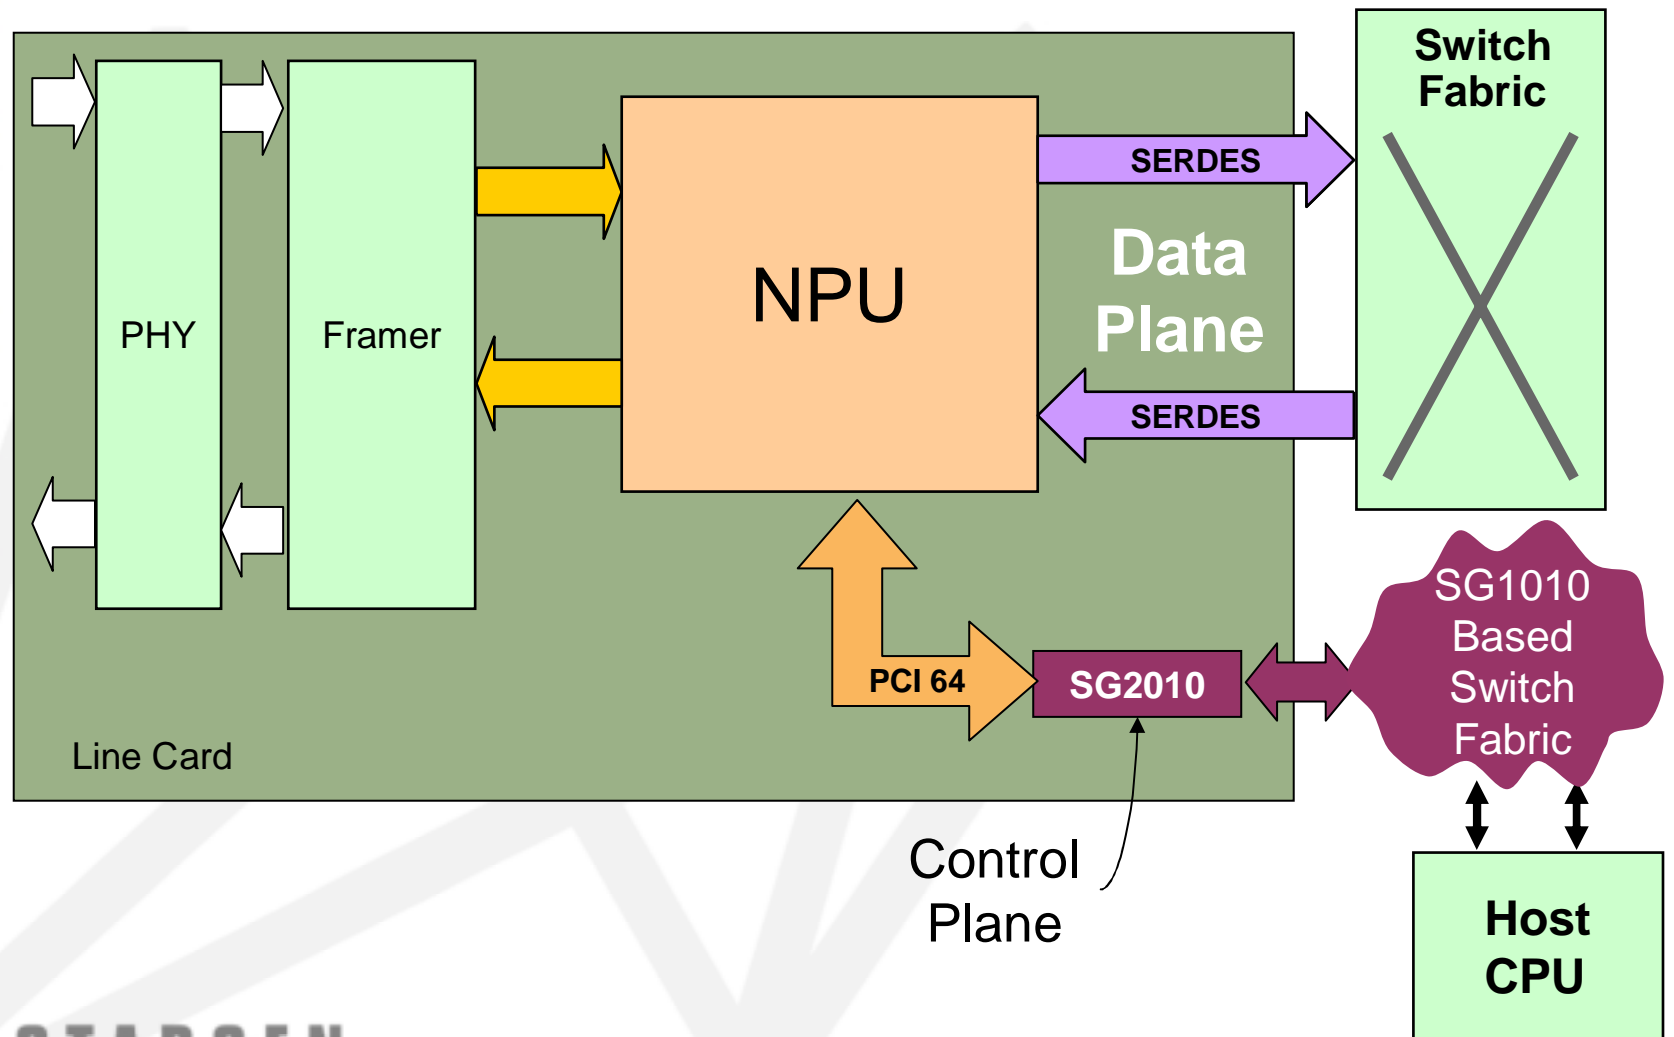 Switch
Fabric
SERDES
Data
Plane
NPU
PHY
Framer
SERDES
SG1010
Based
Switch
Fabric
PCI 64
SG2010
Line Card
Control
Plane
Host
CPU
STARGEN